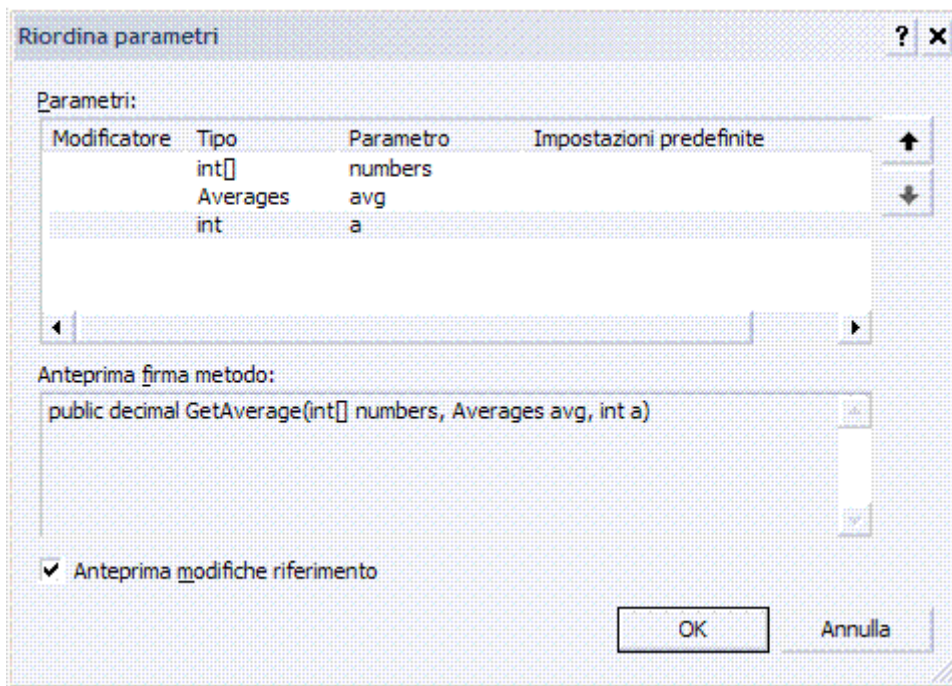 Riordina parametri
Parametri:
Modificatore Tipo Parametro Impostazioni predefinite
int[] numbers
Averages avg
int a
Anteprima firma metodo:
public decimal GetAverage(int[] numbers, Averages avg, int a)
Anteprima modifiche riferimento
OK Annulla